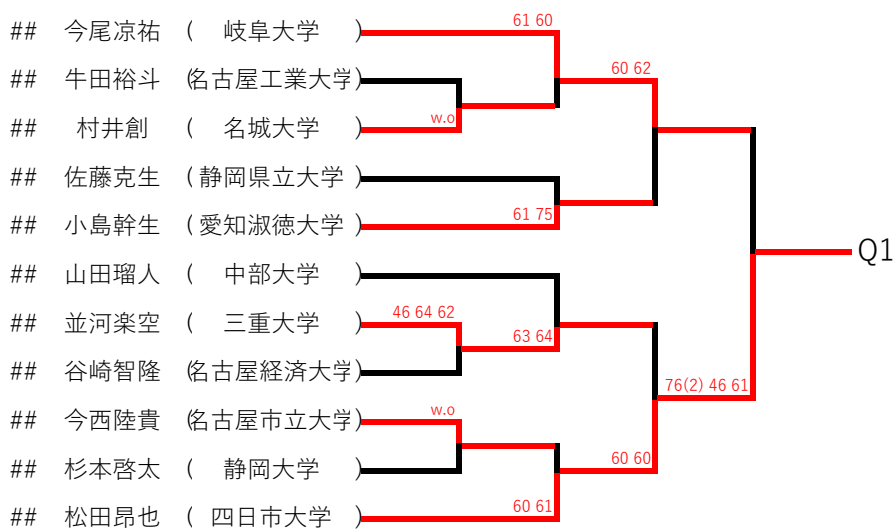 61 60
## 今尾凉祐 ( 岐阜大学 )
60 62
## 牛田裕斗 (名古屋工業大学)
w.o
## 村井創 ( 名城大学 )
## 佐藤克生 ( 静岡県立大学 )
61 75
## 小島幹生 ( 愛知淑徳大学 )
Q1
## 山田瑠人 ( 中部大学 )
46 64 62
## 並河楽空 ( 三重大学 )
63 64
## 谷崎智隆 (名古屋経済大学)
76(2) 46 61
w.o
## 今西陸貴 (名古屋市立大学)
60 60
## 杉本啓太 ( 静岡大学 )
60 61
## 松田昂也 ( 四日市大学 )